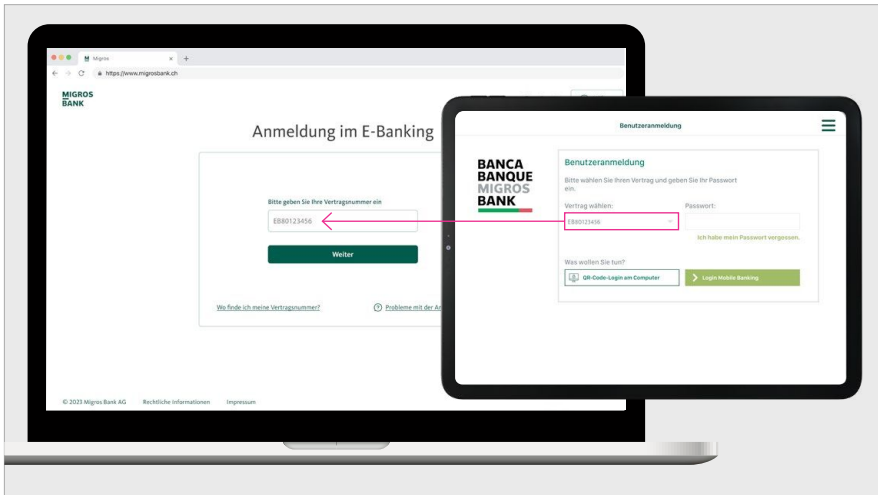 Migros
https://www.migrosbank.ch
MIGROS
BANK
Anmeldung im E-Banking
Bitte geben Sie Ihre Vertragsnummer ein
EB80123456
Weiter
Wo finde ich meine Vertragsnummer?
Probleme mit der
© 2023 Migros Bank AG
Rechtliche Informationen
Impressum
Benutzeranmeldung
BANCA
BANQUE
MIGROS
BANK
Benutzeranmeldung
Bitte wählen Sie Ihren Vertrag und geben Sie Ihr Passwort
ein.
Vertrag wählen:
Passwort:
EB80123456
Ich habe mein Passwort vergessen.
Was wollen Sie tun?
QR-Code-Login am Computer
Login Mobile Banking